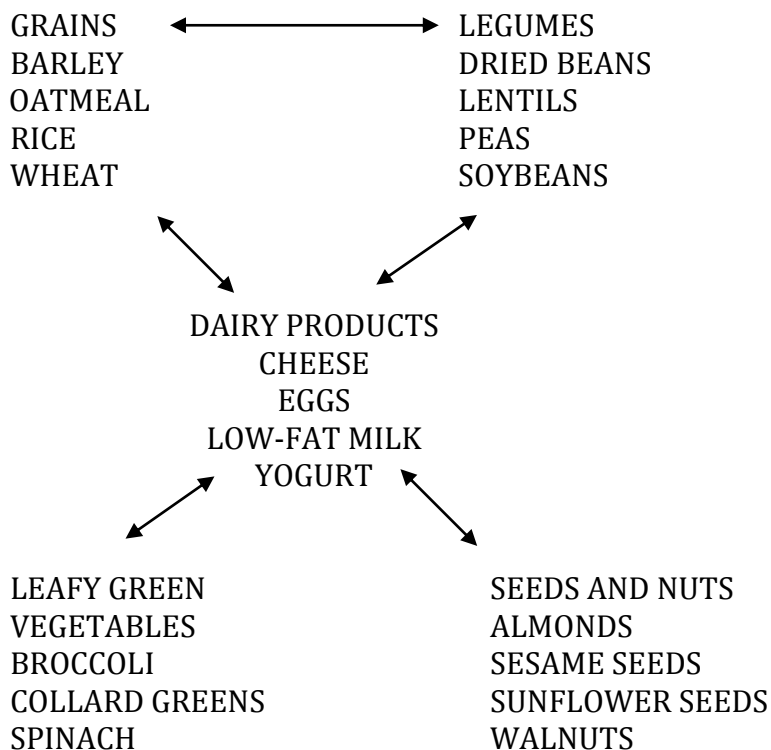 GRAINS
BARLEY
OATMEAL
RICE
WHEAT
LEGUMES
DRIED BEANS
LENTILS
PEAS
SOYBEANS
DAIRY PRODUCTS
CHEESE
EGGS
LOW-FAT MILK
YOGURT
LEAFY GREEN
VEGETABLES
BROCCOLI
COLLARD GREENS
SPINACH
SEEDS AND NUTS
ALMONDS
SESAME SEEDS
SUNFLOWER SEEDS
WALNUTS